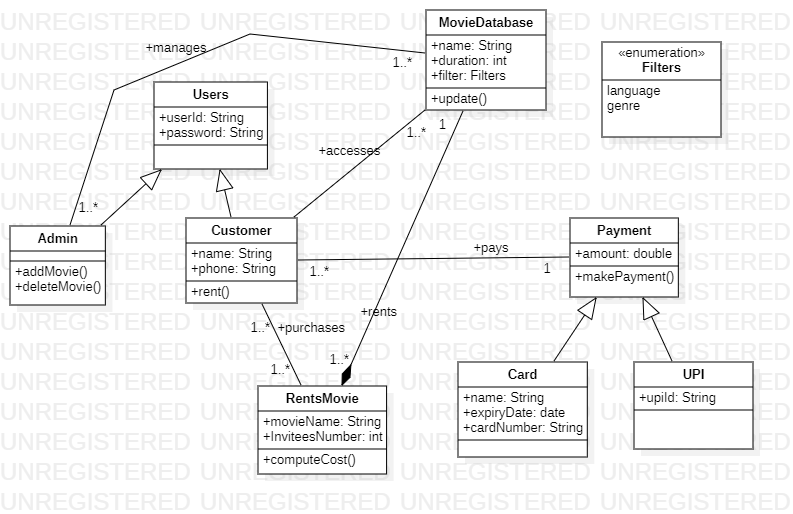 MovieDatabase
+name: String
+duration: int
+filter: Filters
+update()
«enumeration»
Filters
language
genre
+manages
1..*
Users
+userId: String
+password: String
1..*
1
+accesses
1..*
Admin
+addMovie()
+deleteMovie()
Customer
+name: String
+phone: String
+rent()
+pays
1..*
1
Payment
+amount: double
+makePayment()
+rents
1..*
+purchases
1..*
1..*
RentsMovie
+movieName: String
+InviteesNumber: int
+computeCost()
Card
+name: String
+expiryDate: date
+cardNumber: String
UPI
+upiId: String
UNREGISTERED UNREGISTERED UNREGISTERED UNREGISTERED